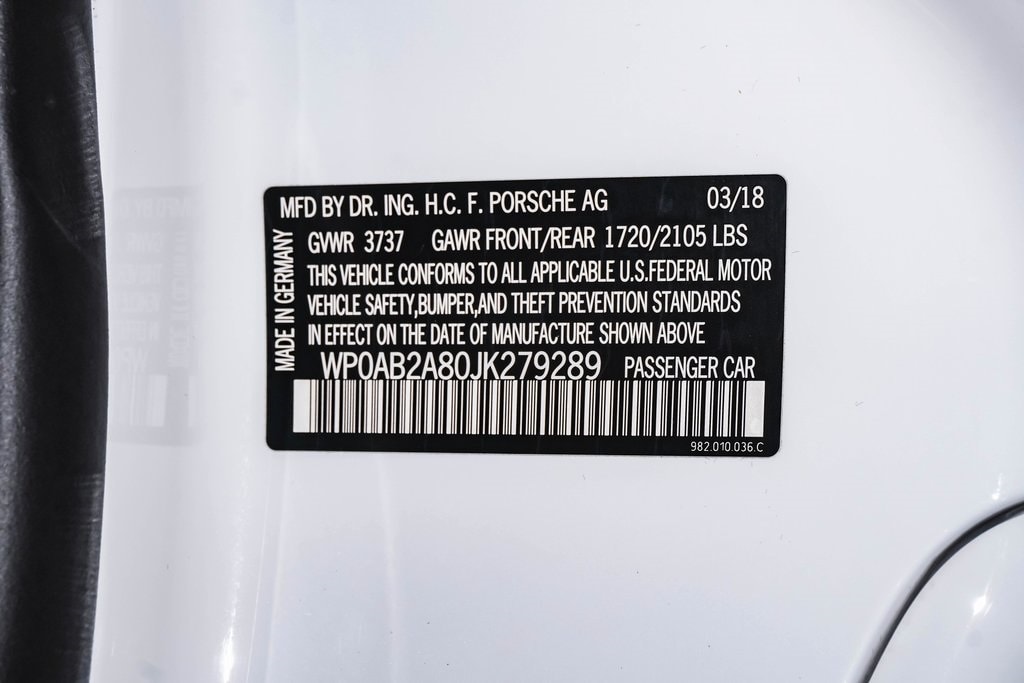 MFD BY DR. ING. H.C. F. PORSCHE AG 03/18
GVWR 3737 GAWR FRONT/REAR 1720/2105 LBS
THIS VEHICLE CONFORMS TO ALL APPLICABLE U.S.FEDERAL MOTOR
VEHICLE SAFETY,BUMPER,AND THEFT PREVENTION STANDARDS
IN EFFECT ON THE DATE OF MANUFACTURE SHOWN ABOVE
MADE IN GERMANY
WP0AB2A80JK279289 PASSENGER CAR
982.010.036.C